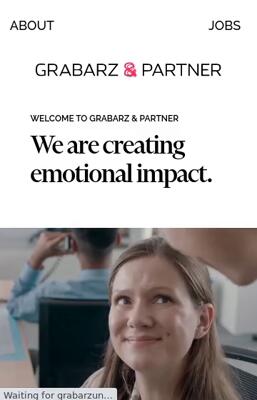 ABOUT JOBS
GRABARZ & PARTNER
WELCOME TO GRABARZ & PARTNER
We are creating
emotional impact.
Waiting for grabarzun...